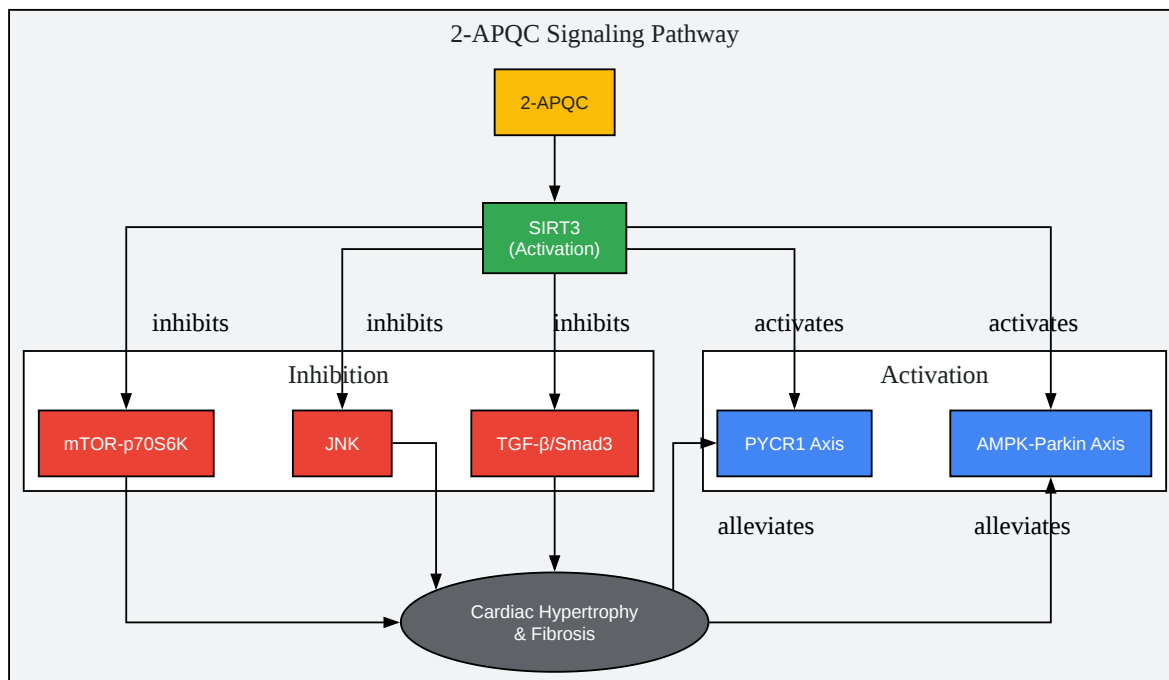 2-APQC Signaling Pathway
2-APQC
SIRT3
(Activation)
inhibits
inhibits
inhibits
activates
activates
Inhibition
Activation
mTOR-p70S6K
JNK
TGF-β/Smad3
PYCR1 Axis
AMPK-Parkin Axis
alleviates
alleviates
Cardiac Hypertrophy
& Fibrosis